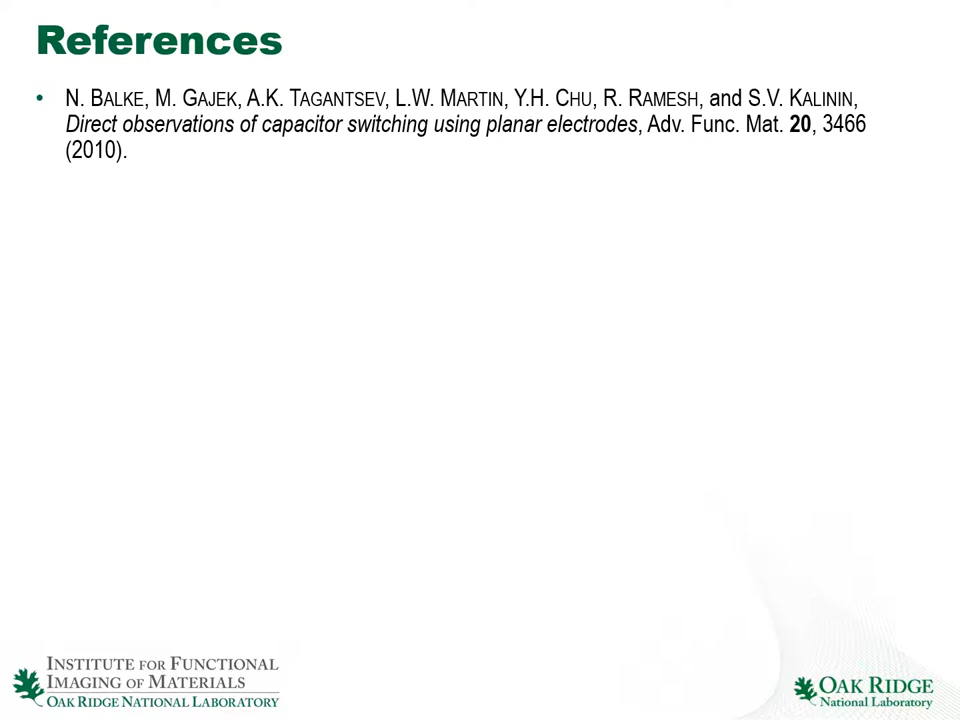 References
• N. BALKE, M. GAJEK, A.K. TAGANTSEV, L.W. MARTIN, Y.H. CHU, R. RAMESH, and S.V. KALININ,
Direct observations of capacitor switching using planar electrodes, Adv. Func. Mat. 20, 3466
(2010).
INSTITUTE FOR FUNCTIONAL
IMAGING OF MATERIALS
OAK RIDGE NATIONAL LABORATORY
OAK RIDGE
National Laboratory